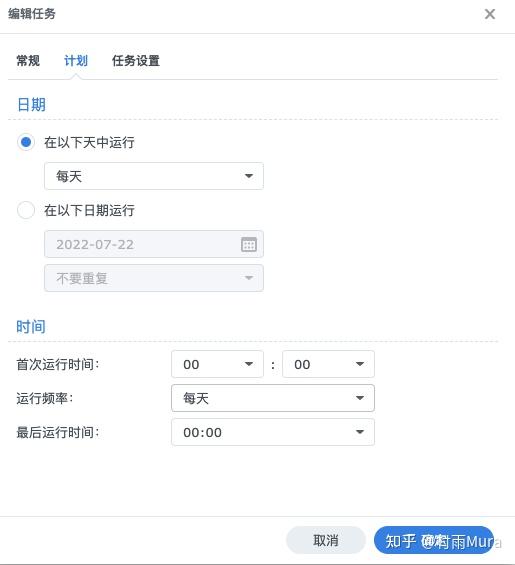 编辑任务
常规 计划 任务设置
日期
在以下天中运行
每天
在以下日期运行
2022-07-22
不要重复
时间
首次运行时间: 00 : 00
运行频率: 每天
最后运行时间: 00:00
取消
知乎 @村雨Mura